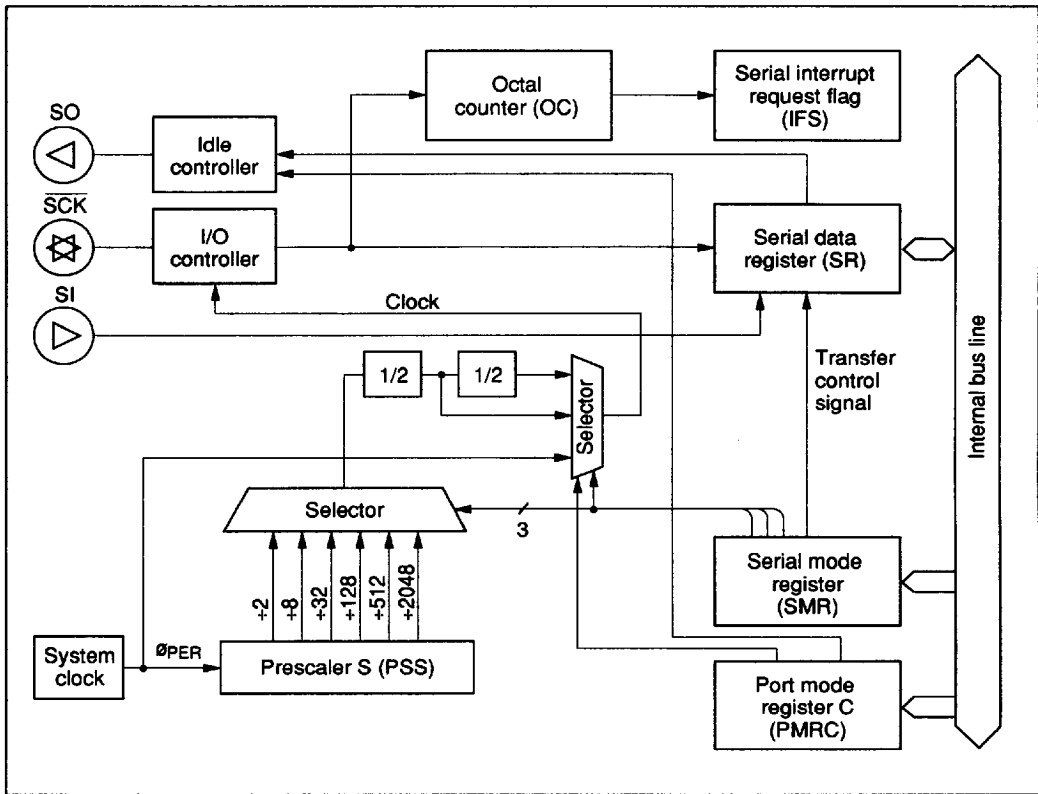 Octal
counter (OC)
Serial interrupt
request flag
(IFS)
SO
Idle
controller
SCK
I/O
controller
Serial data
register (SR)
SI
Clock
1/2
1/2
Selector
Transfer
control
signal
Internal bus line
Selector
3
÷2
÷8
÷32
÷128
÷512
÷2048
Serial mode
register
(SMR)
System
clock
øPER
Prescaler S (PSS)
Port mode
register C
(PMRC)